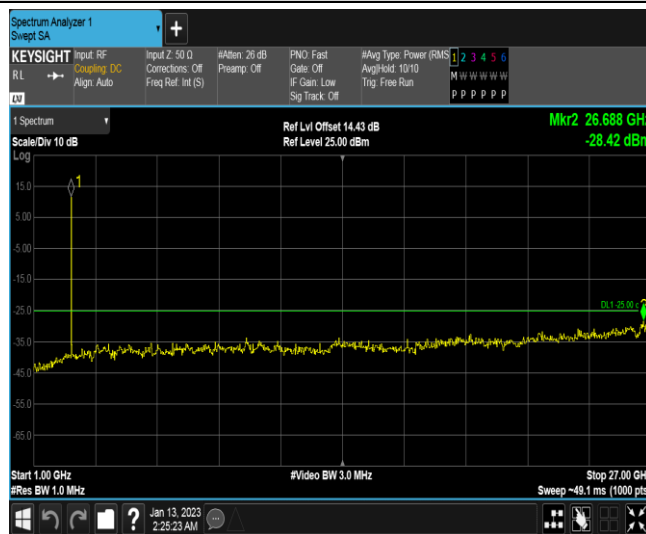 Spectrum Analyzer 1
Swept SA
+
KEYSIGHT Input: RF Input Z: 50 Ω #Atten: 26 dB PNO: Fast #Avg Type: Power (RMS 1 2 3 4 5 6
RL Coupling: DC Corrections: Off Preamp: Off Gate: Off Avg|Hold: 10/10 M W W W W W
Align: Auto Freq Ref: Int (S) IF Gain: Low Trig: Free Run
LXI Sig Track: Off P P P P P P
1 Spectrum
Scale/Div 10 dB
Ref Lvl Offset 14.43 dB
Ref Level 25.00 dBm
Mkr2 26.688 GHz
-28.42 dBm
Log
1
15.0
5.00
-5.00
-15.0
-25.0
DL1 -25.00
-35.0
-45.0
-55.0
-65.0
Start 1.00 GHz #Video BW 3.0 MHz Stop 27.00 GHz
#Res BW 1.0 MHz Sweep ~49.1 ms (1000 pts
? Jan 13, 2023
2:25:23 AM